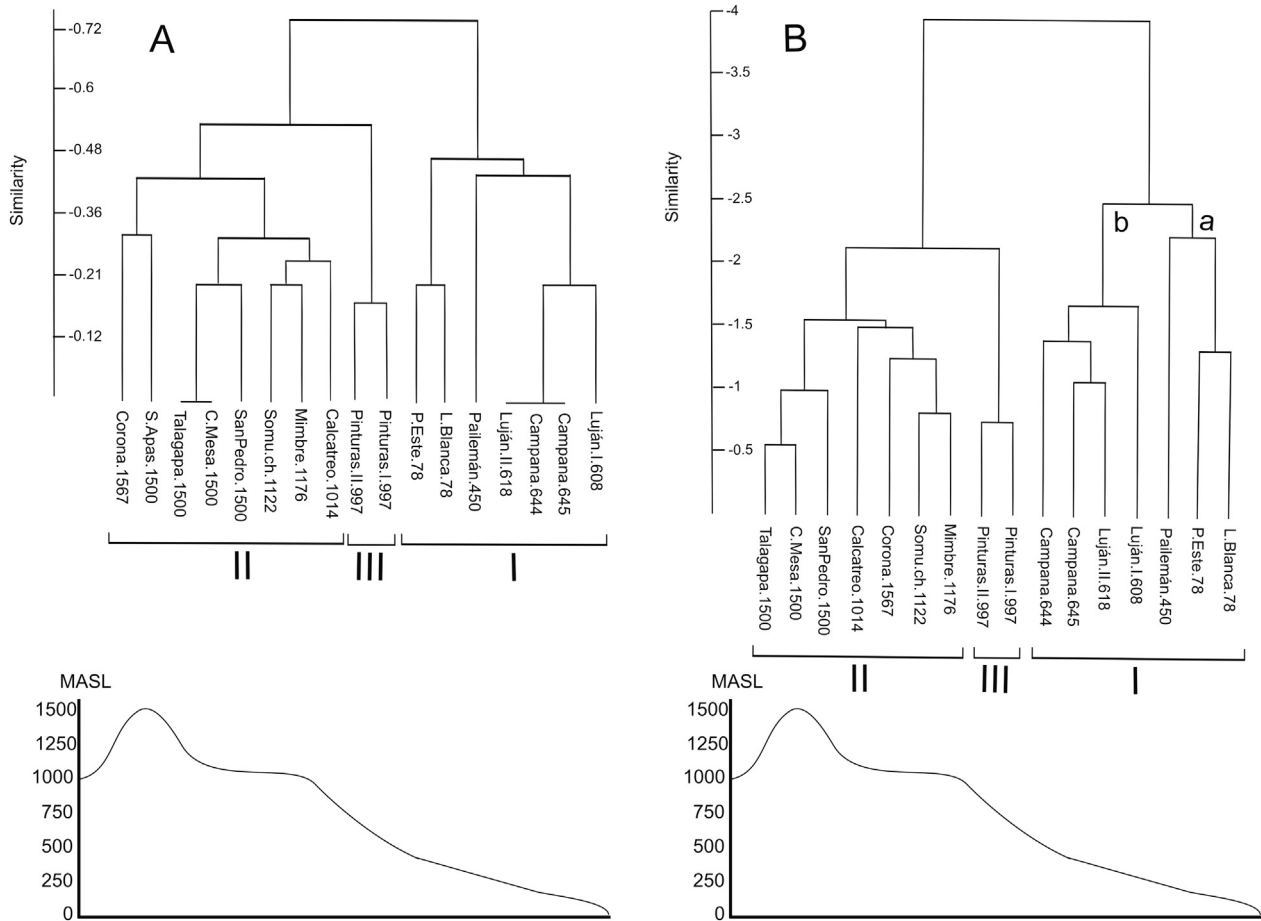 A
Similarity
-0.72
-0.6
-0.48
-0.36
-0.21
-0.12
Corona.1567
S.Apas.1500
Talagapa.1500
C.Mesa.1500
SanPedro.1500
Somu.ch.1122
Mimbre.1176
Calcatreo.1014
Pinturas.II.997
Pinturas.I.997
P.Este.78
L.Blanca.78
Pailemán.450
Luján.II.618
Campana.644
Campana.645
Luján.I.608
II
III
I
MASL
1500
1250
1000
750
500
250
0
B
Similarity
-4
-3.5
-3
-2.5
-2
-1.5
-1
-0.5
b
a
Talagapa.1500
C.Mesa.1500
SanPedro.1500
Calcatreo.1014
Corona.1567
Somu.ch.1122
Mimbre.1176
Pinturas.II.997
Pinturas.I.997
Campana.644
Campana.645
Luján.II.618
Luján.I.608
Pailemán.450
P.Este.78
L.Blanca.78
II
III
I
MASL
1500
1250
1000
750
500
250
0